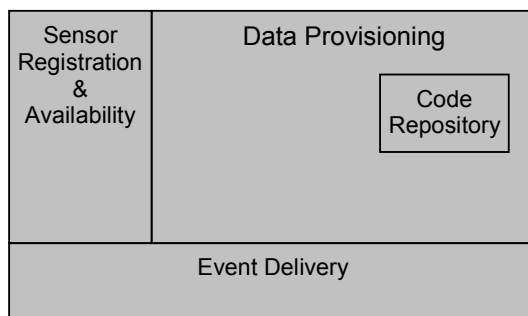 Sensor
Registration
&
Availability
Data Provisioning
Code
Repository
Event Delivery